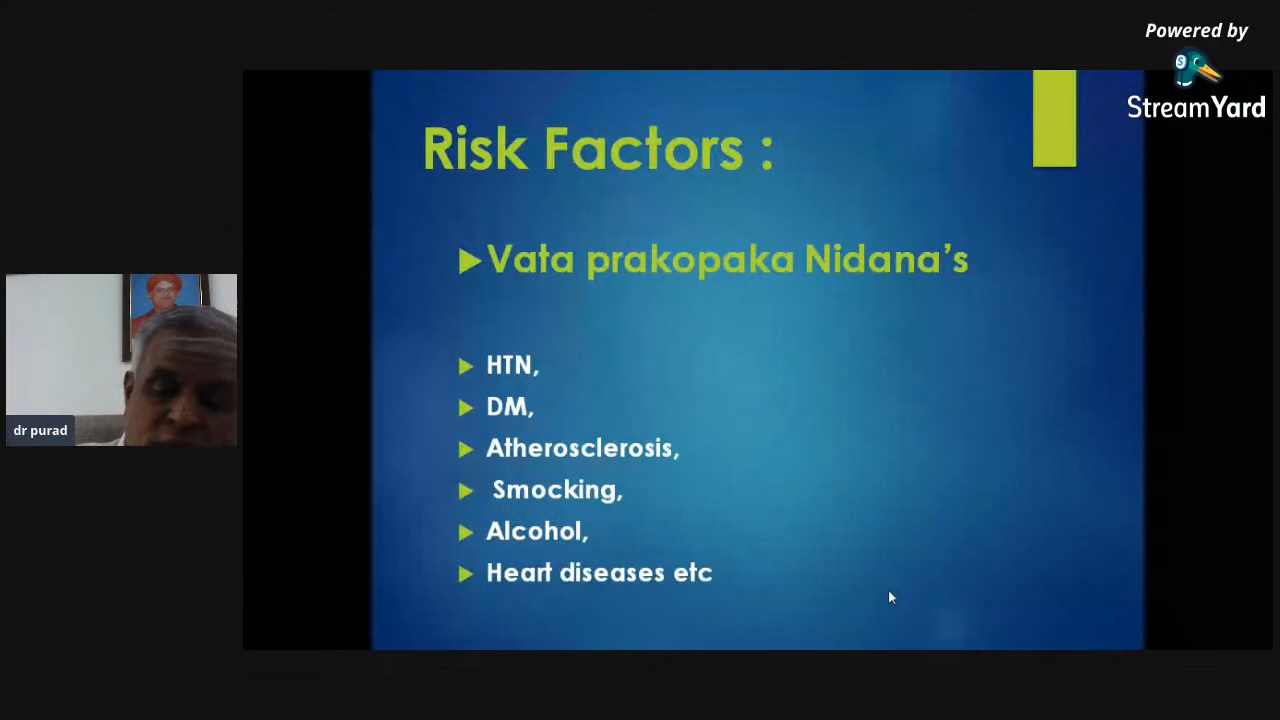 Powered by
StreamYard
Risk Factors :
Vata prakopaka Nidana’s
HTN,
DM,
Atherosclerosis,
Smocking,
Alcohol,
Heart diseases etc
dr purad